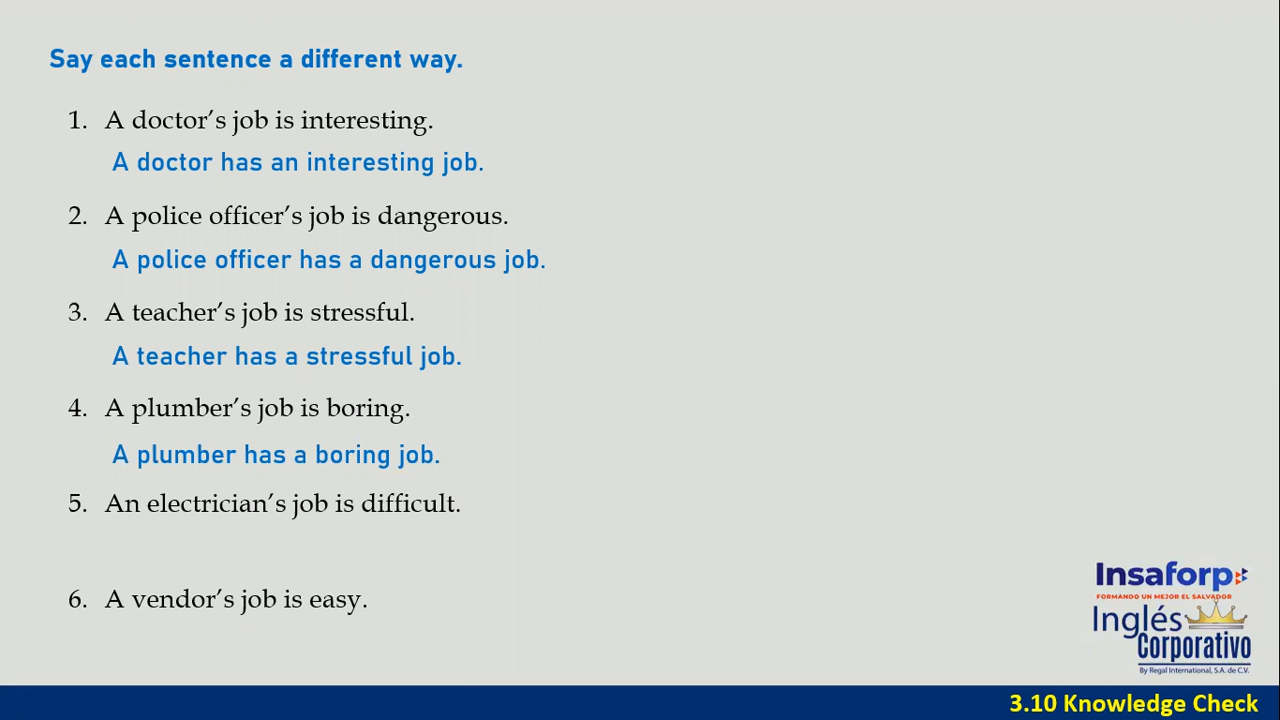 Say each sentence a different way.
1. A doctor’s job is interesting.
A doctor has an interesting job.
2. A police officer’s job is dangerous.
A police officer has a dangerous job.
3. A teacher’s job is stressful.
A teacher has a stressful job.
4. A plumber’s job is boring.
A plumber has a boring job.
5. An electrician’s job is difficult.
6. A vendor’s job is easy.
Insaforp
FORMANDO UN MEJOR EL SALVADOR
Inglés
Corporativo
By Regal International, S.A. de C.V.
3.10 Knowledge Check